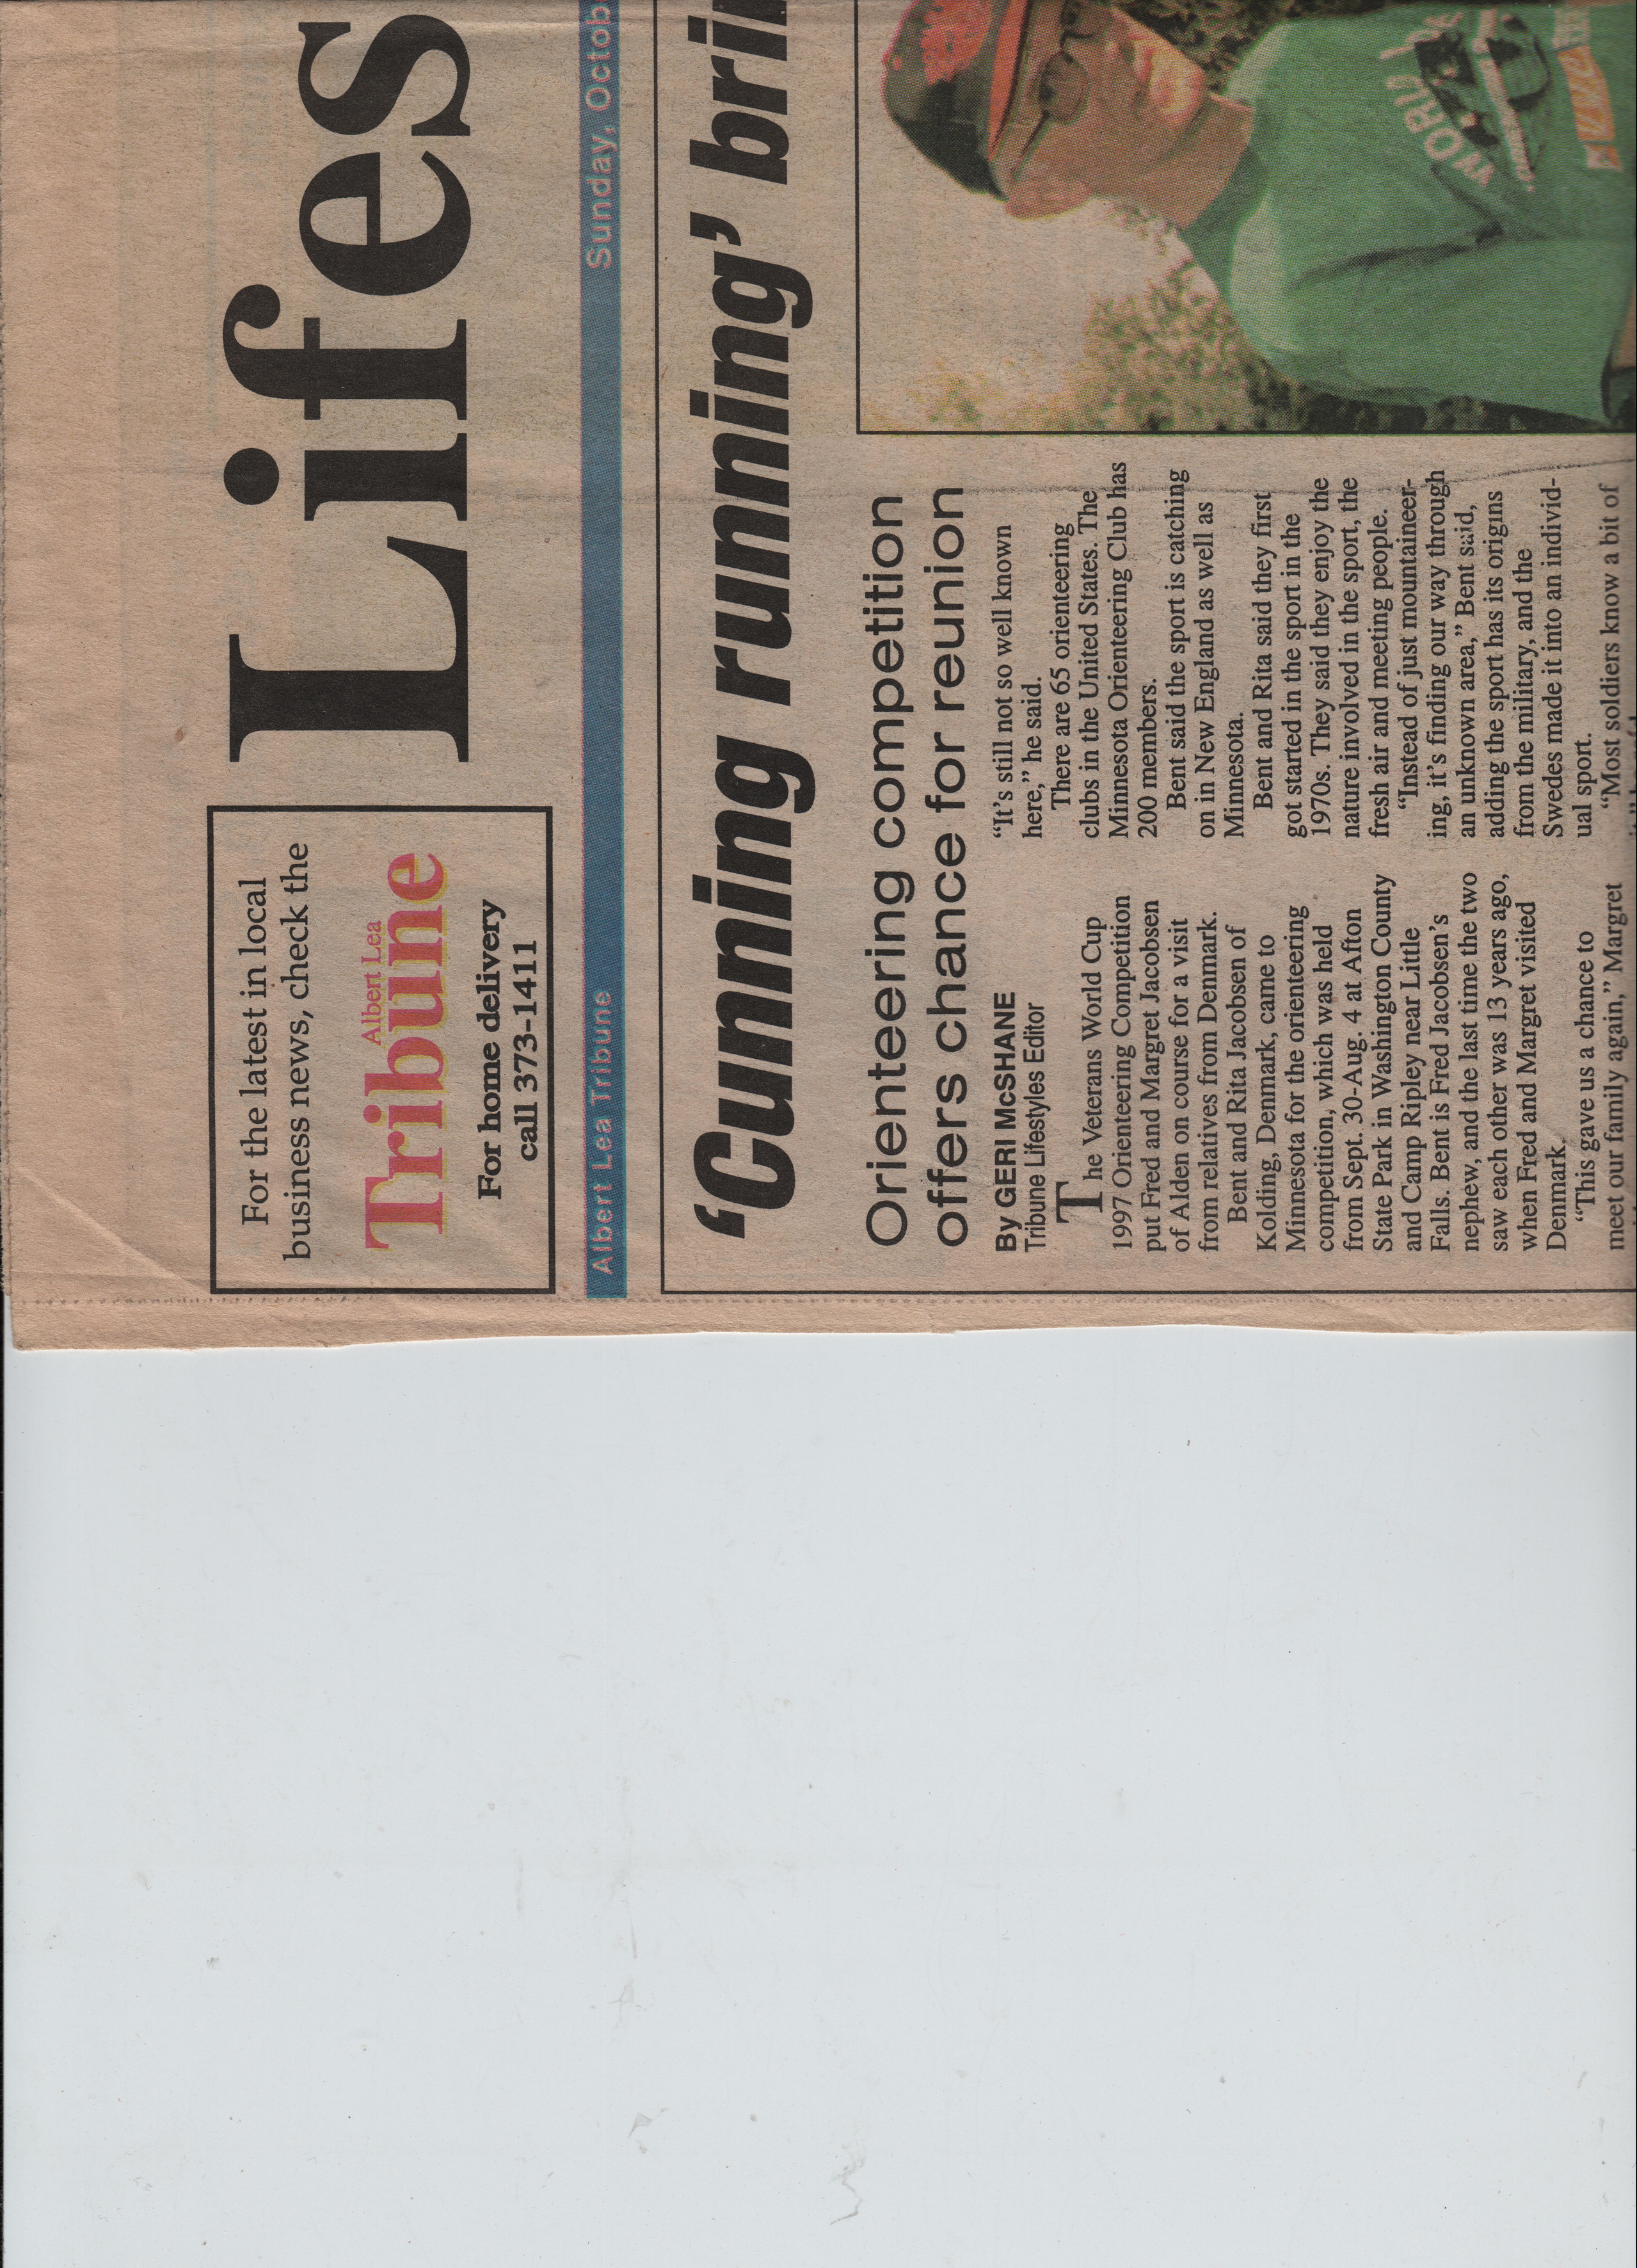 For the latest in local
business news, check the
Albert Lea
Tribune
For home delivery
call 373-1411
Lifes
Albert Lea Tribune
Sunday, Octob
‘Cunning running’ bri
Orienteering competition
offers chance for reunion
By GERI McSHANE
Tribune Lifestyles Editor
The Veterans World Cup
1997 Orienteering Competition
put Fred and Margret Jacobsen
of Alden on course for a visit
from relatives from Denmark.
Bent and Rita Jacobsen of
Kolding, Denmark, came to
Minnesota for the orienteering
competition, which was held
from Sept. 30-Aug. 4 at Afton
State Park in Washington County
and Camp Ripley near Little
Falls. Bent is Fred Jacobsen’s
nephew, and the last time the two
saw each other was 13 years ago,
when Fred and Margret visited
Denmark.
“This gave us a chance to
meet our family again,” Margret
“It’s still not so well known
here,” he said.
There are 65 orienteering
clubs in the United States. The
Minnesota Orienteering Club has
200 members.
Bent said the sport is catching
on in New England as well as
Minnesota.
Bent and Rita said they first
got started in the sport in the
1970s. They said they enjoy the
nature involved in the sport, the
fresh air and meeting people.
“Instead of just mountaineer-
ing, it’s finding our way through
an unknown area,” Bent said,
adding the sport has its origins
from the military, and the
Swedes made it into an individ-
ual sport.
“Most soldiers know a bit of
WORLD